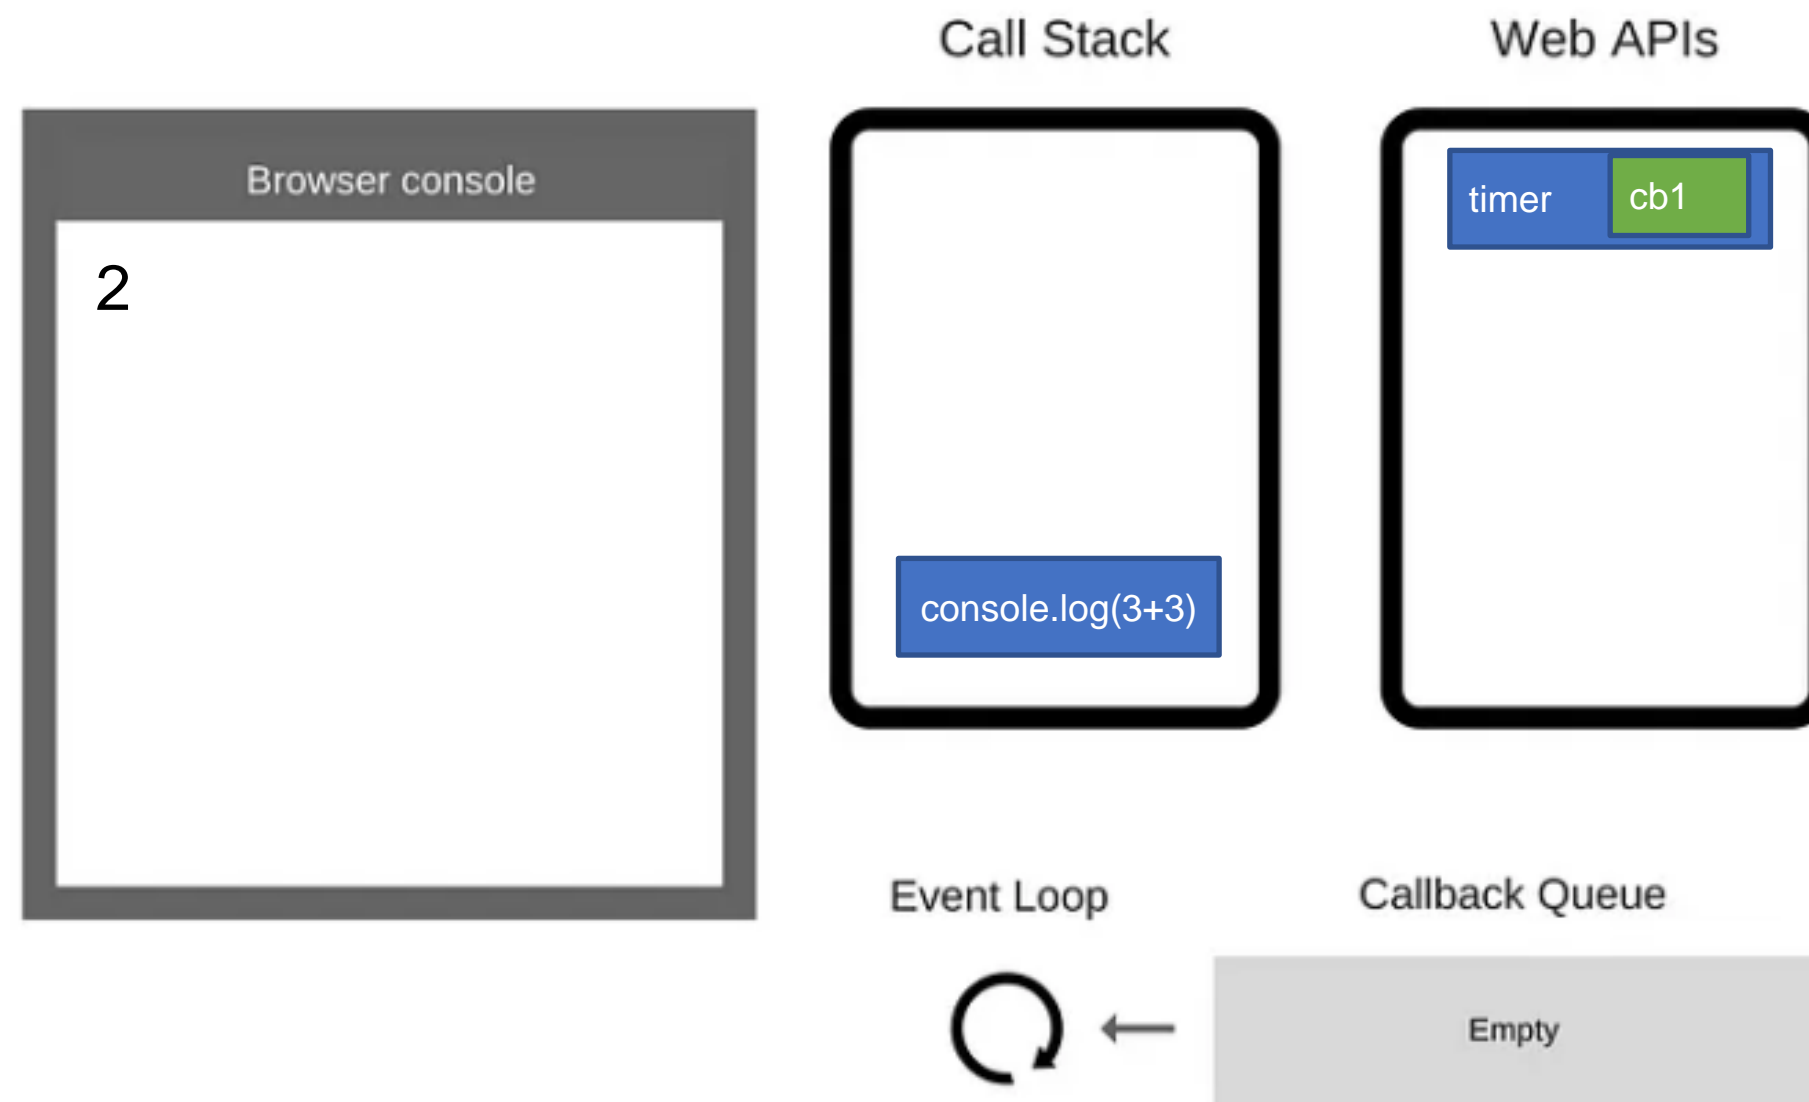 Call Stack
Web APIs
Browser console
2
timer
cb1
console.log(3+3)
Event Loop
Callback Queue
Empty